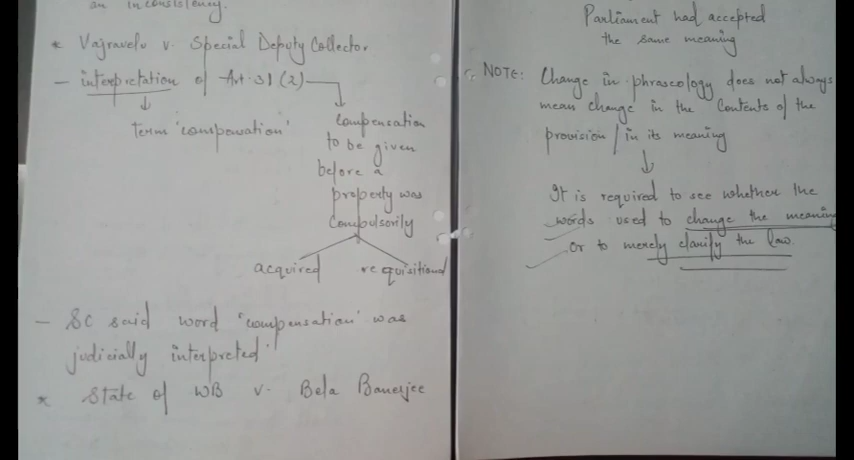 an inconsistency.
* Vajravelu v. Special Deputy Collector.
- interpretation of Art. 31 (2)
term 'compensation'
Compensation
to be given
before a
property was
Compulsorily
acquired requisitioned
- SC said word 'compensation' was
judicially interpreted
* State of WB v. Bela Banerjee
Parliament had accepted
the same meaning
NOTE: Change in phraseology does not always
mean change in the Contents of the
provision / in its meaning
It is required to see whether the
words used to change the meaning
or to merely clarify the law.